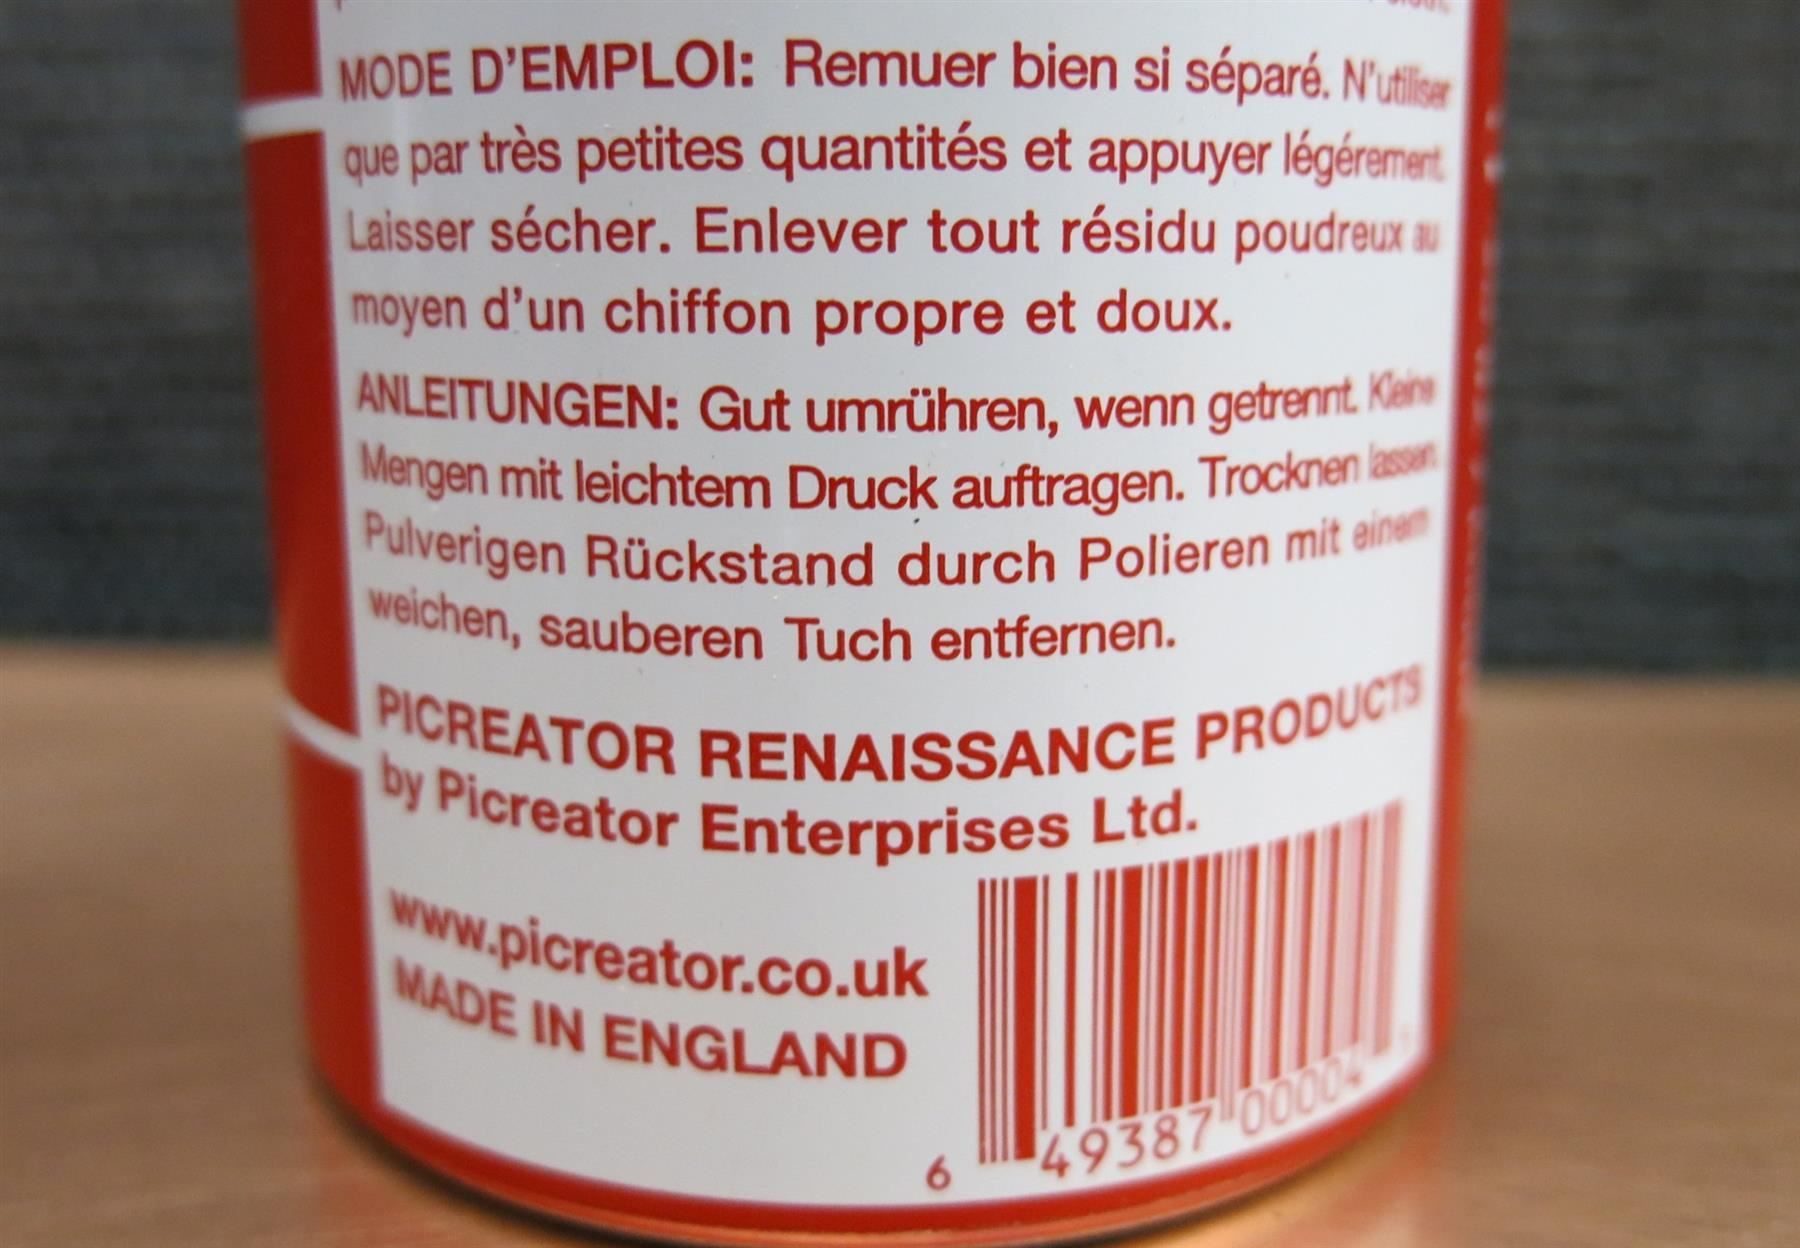 MODE D'EMPLOI: Remuer bien si séparé. N'utiliser
que par très petites quantités et appuyer légérement.
Laisser sécher. Enlever tout résidu poudreux au
moyen d'un chiffon propre et doux.
ANLEITUNGEN: Gut umrühren, wenn getrennt. Kleine
Mengen mit leichtem Druck auftragen. Trocknen lassen.
Pulverigen Rückstand durch Polieren mit einem
weichen, sauberen Tuch entfernen.
PICREATOR RENAISSANCE PRODUCTS
by Picreator Enterprises Ltd.
www.picreator.co.uk
MADE IN ENGLAND
6 49387 00004